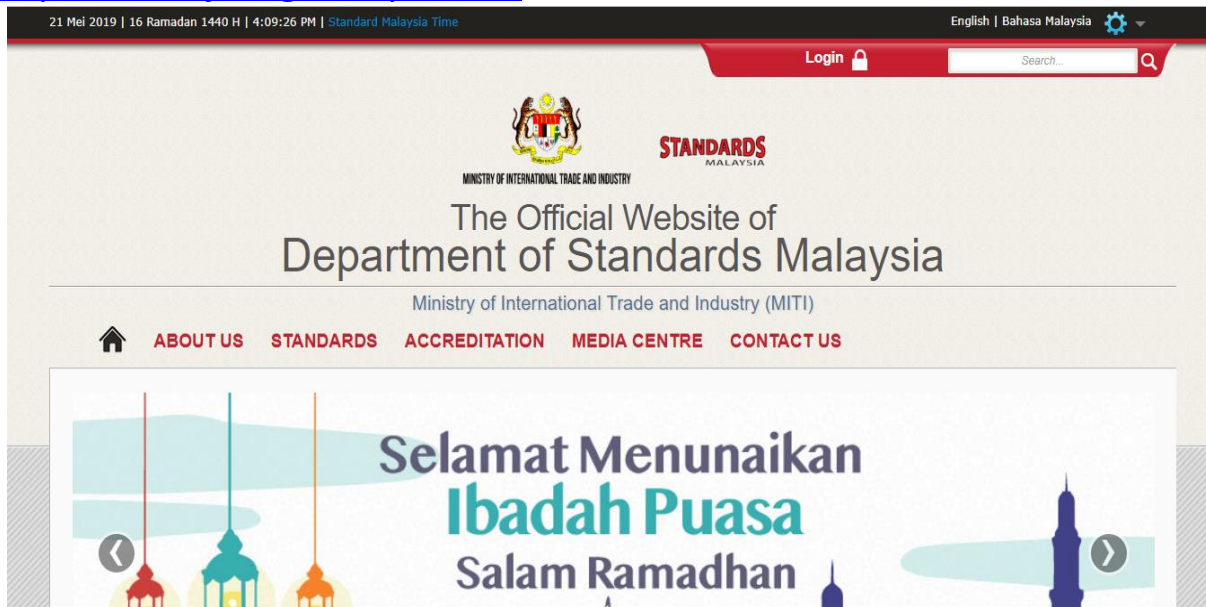 21 Mei 2019 | 16 Ramadan 1440 H | 4:09:26 PM | Standard Malaysia Time
English | Bahasa Malaysia
Login
Search...
STANDARDS
MALAYSIA
MINISTRY OF INTERNATIONAL TRADE AND INDUSTRY
The Official Website of
Department of Standards Malaysia
Ministry of International Trade and Industry (MITI)
ABOUT US STANDARDS ACCREDITATION MEDIA CENTRE CONTACT US
Selamat Menunaikan
Ibadah Puasa
Salam Ramadhan